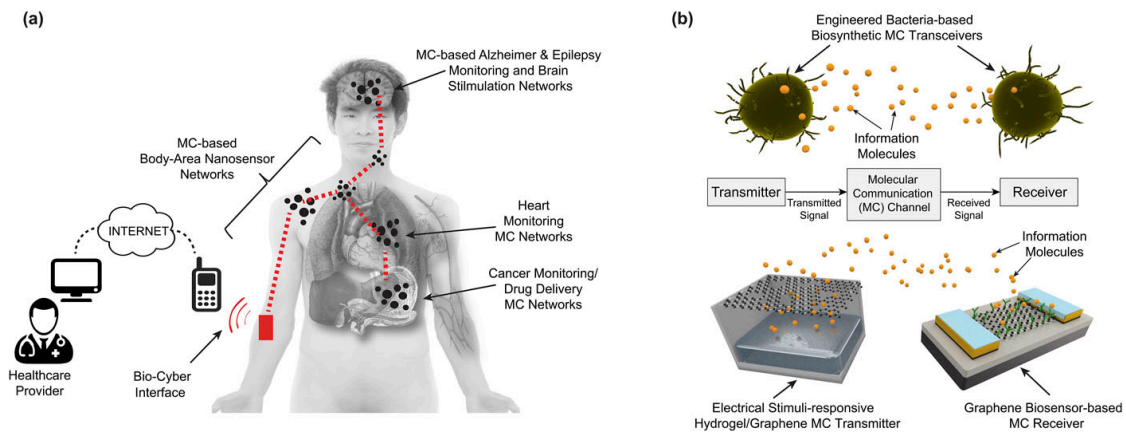 (a)
MC-based Alzheimer & Epilepsy
Monitoring and Brain
Stilmulation Networks
MC-based
Body-Area Nanosensor
Networks
INTERNET
Heart
Monitoring
MC Networks
Cancer Monitoring/
Drug Delivery
MC Networks
Healthcare
Provider
Bio-Cyber
Interface
(b)
Engineered Bacteria-based
Biosynthetic MC Transceivers
Information
Molecules
Transmitter
Transmitted
Signal
Molecular
Communication
(MC) Channel
Received
Signal
Receiver
Information
Molecules
Electrical Stimuli-responsive
Hydrogel/Graphene MC Transmitter
Graphene Biosensor-based
MC Receiver